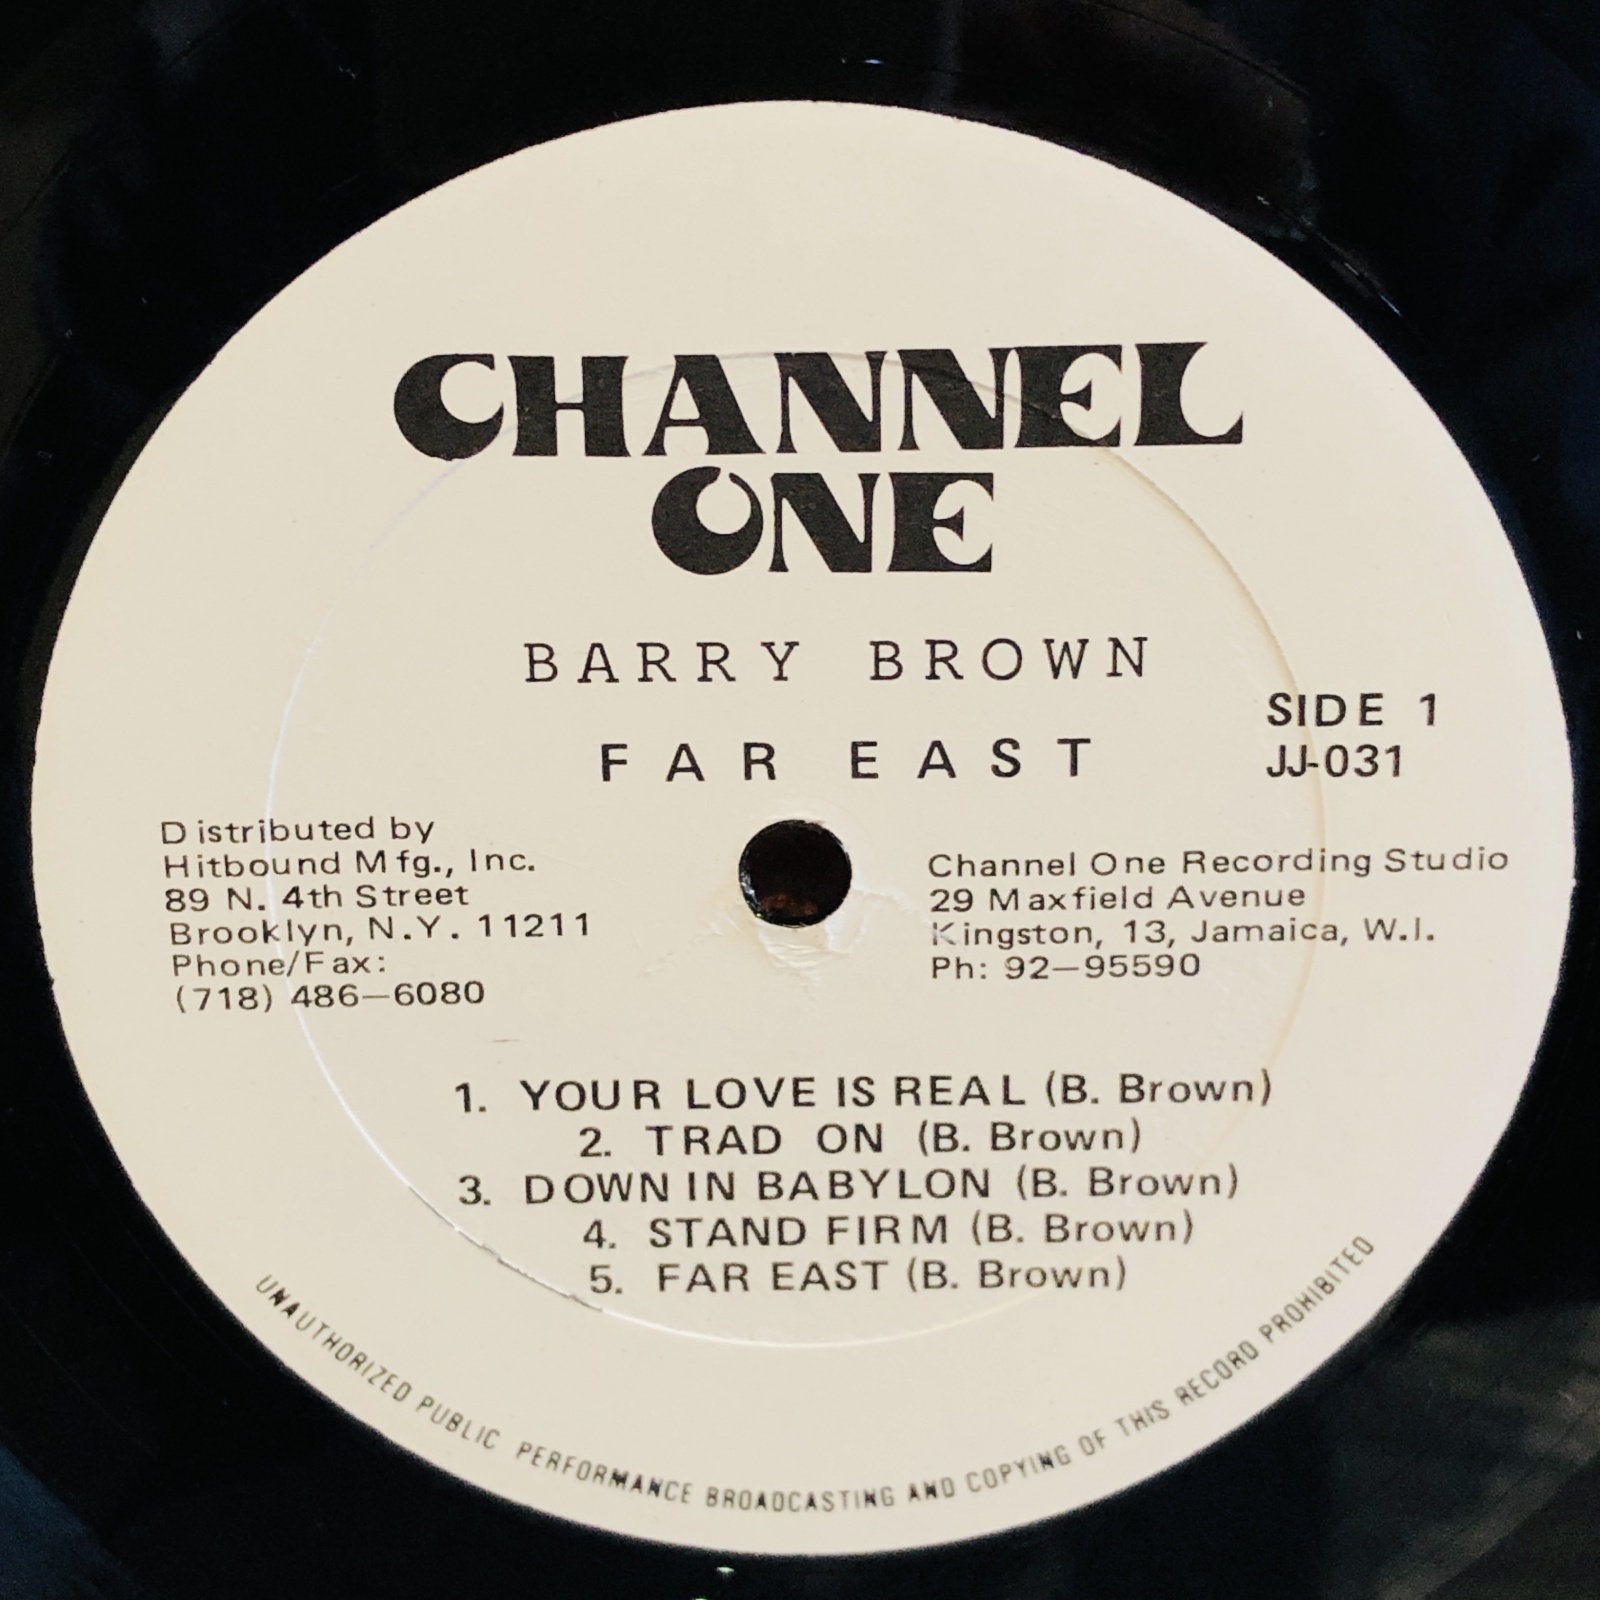 CHANNEL
ONE
BARRY BROWN
FAR EAST
SIDE 1
JJ-031
Distributed by
Hitbound Mfg., Inc.
89 N. 4th Street
Brooklyn, N.Y. 11211
Phone/Fax:
(718) 486-6080
Channel One Recording Studio
29 Maxfield Avenue
Kingston, 13, Jamaica, W.I.
Ph: 92-95590
1. YOUR LOVE IS REAL (B. Brown)
2. TRAD ON (B. Brown)
3. DOWN IN BABYLON (B. Brown)
4. STAND FIRM (B. Brown)
5. FAR EAST (B. Brown)
UNAUTHORIZED PUBLIC PERFORMANCE BROADCASTING AND COPYING OF THIS RECORD PROHIBITED